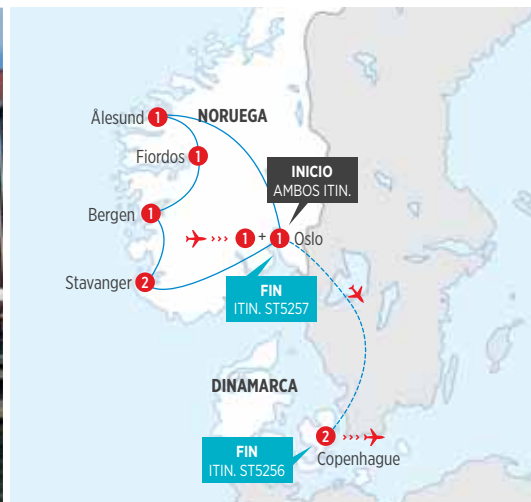 NORUEGA
Ålesund 1
Fiordos 1
INICIO
AMBOS ITIN.
Bergen 1
1 + 1 Oslo
Stavanger 2
FIN
ITIN. ST5257
DINAMARCA
2
Copenhague
FIN
ITIN. ST5256